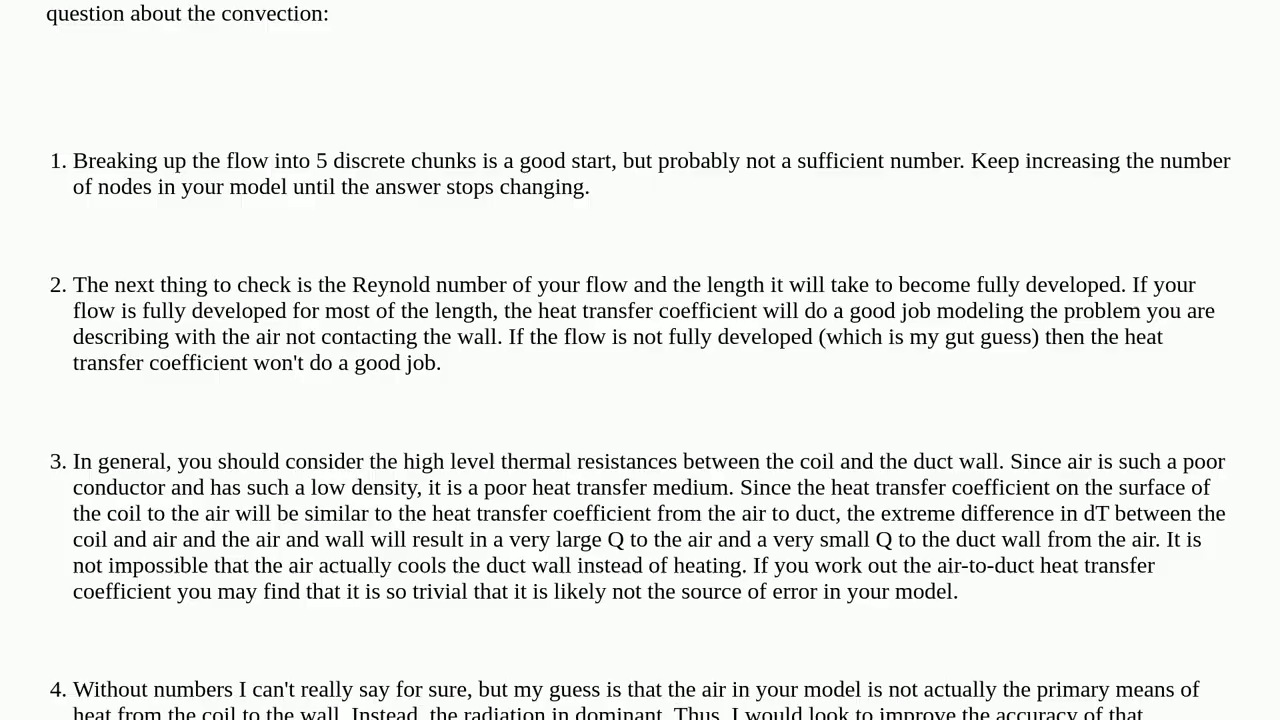 question about the convection:
1. Breaking up the flow into 5 discrete chunks is a good start, but probably not a sufficient number. Keep increasing the number
of nodes in your model until the answer stops changing.
2. The next thing to check is the Reynold number of your flow and the length it will take to become fully developed. If your
flow is fully developed for most of the length, the heat transfer coefficient will do a good job modeling the problem you are
describing with the air not contacting the wall. If the flow is not fully developed (which is my gut guess) then the heat
transfer coefficient won't do a good job.
3. In general, you should consider the high level thermal resistances between the coil and the duct wall. Since air is such a poor
conductor and has such a low density, it is a poor heat transfer medium. Since the heat transfer coefficient on the surface of
the coil to the air will be similar to the heat transfer coefficient from the air to duct, the extreme difference in dT between the
coil and air and the air and wall will result in a very large Q to the air and a very small Q to the duct wall from the air. It is
not impossible that the air actually cools the duct wall instead of heating. If you work out the air-to-duct heat transfer
coefficient you may find that it is so trivial that it is likely not the source of error in your model.
4. Without numbers I can't really say for sure, but my guess is that the air in your model is not actually the primary means of
heat from the coil to the wall. Instead, the radiation in dominant. Thus, I would look to improve the accuracy of that